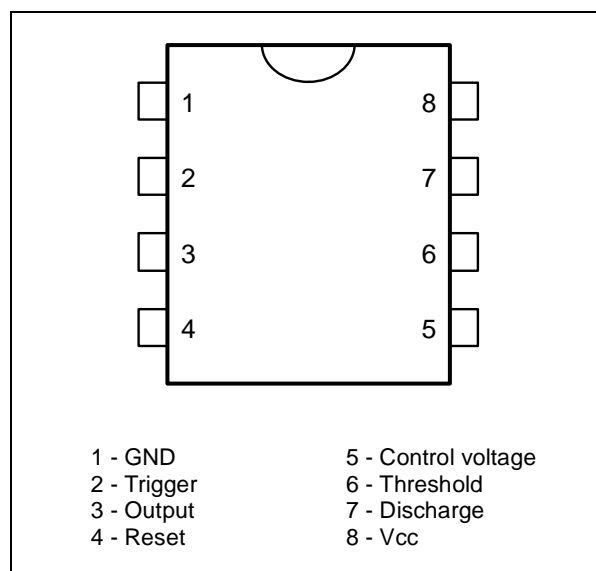 1 8
2 7
3 6
4 5
1 - GND
2 - Trigger
3 - Output
4 - Reset
5 - Control voltage
6 - Threshold
7 - Discharge
8 - Vcc